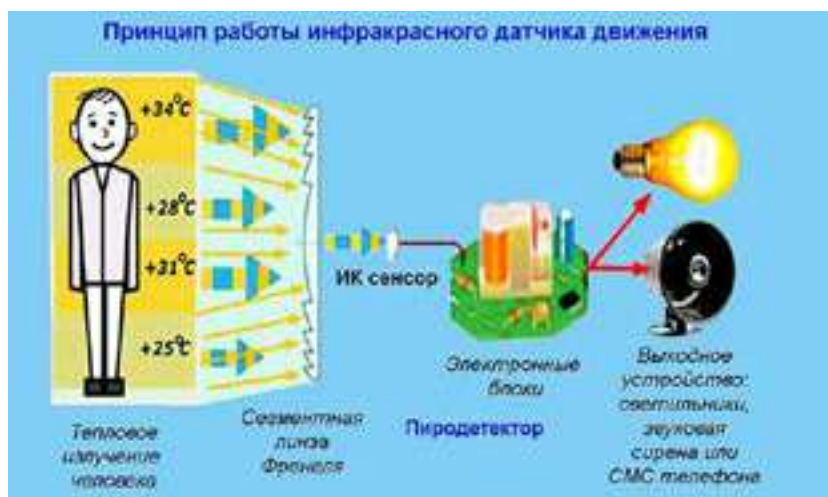 Принцип работы инфракрасного датчика движения
+34°C
+28°C
+31°C
+25°C
ИК сенсор
Тепловое
излучение
человека
Сегментная
линза
Френеля
Пиродетектор
Электронные
блоки
Выходное
устройство:
светильники,
звуковая
сирена или
СМС телефона